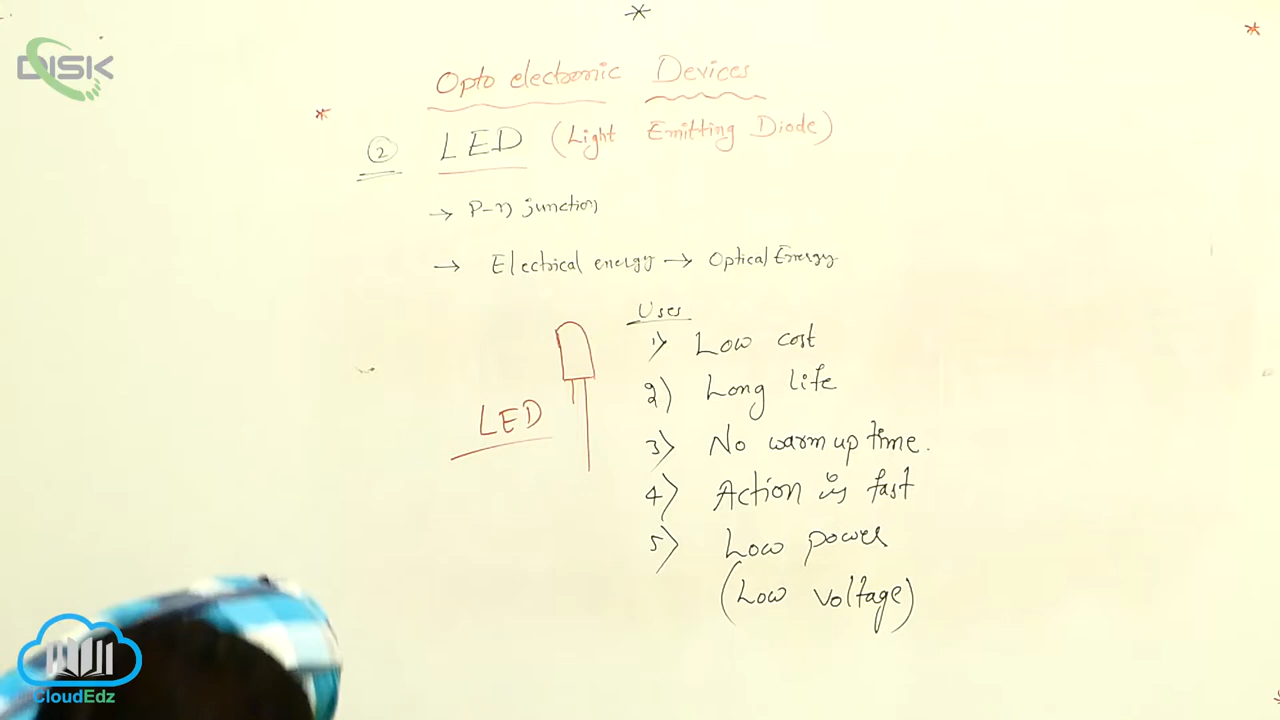 DISK
Opto electronic Devices
② LED (Light Emitting Diode)
→ P-n junction
→ Electrical energy → Optical Energy
Uses
1) Low cost
2) Long life
LED
3) No warm up time.
4) Action is fast
5) Low power
(Low voltage)
CloudEdz